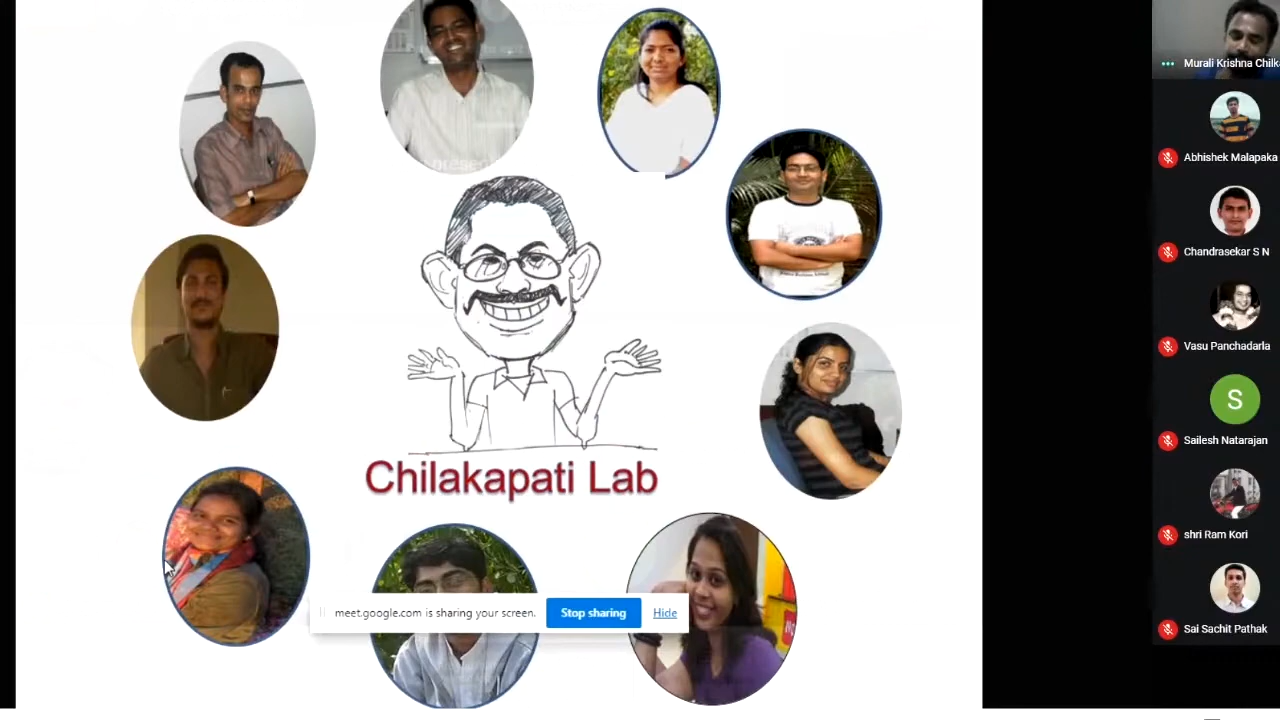 Murali Krishna Chilk
Abhishek Malapaka
Chandrasekar S N
Vasu Panchadarla
S
Sailesh Natarajan
Chilakapati Lab
shri Ram Kori
meet.google.com is sharing your screen. Stop sharing Hide
Sai Sachit Pathak